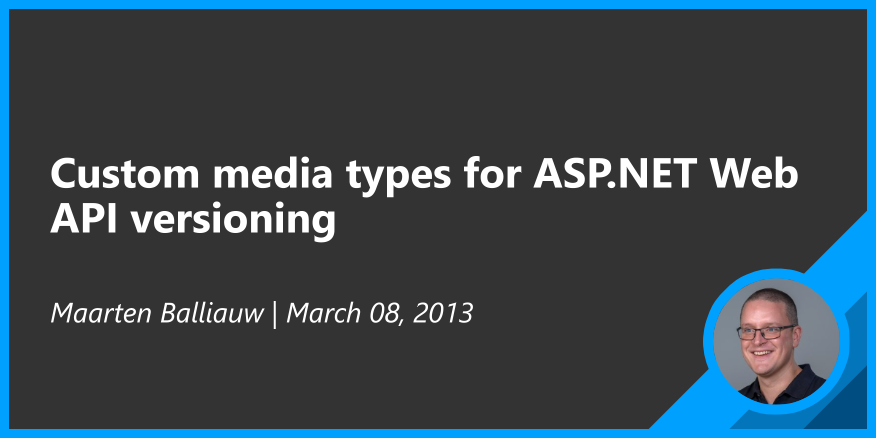 Custom media types for ASP.NET Web
API versioning
Maarten Balliauw | March 08, 2013